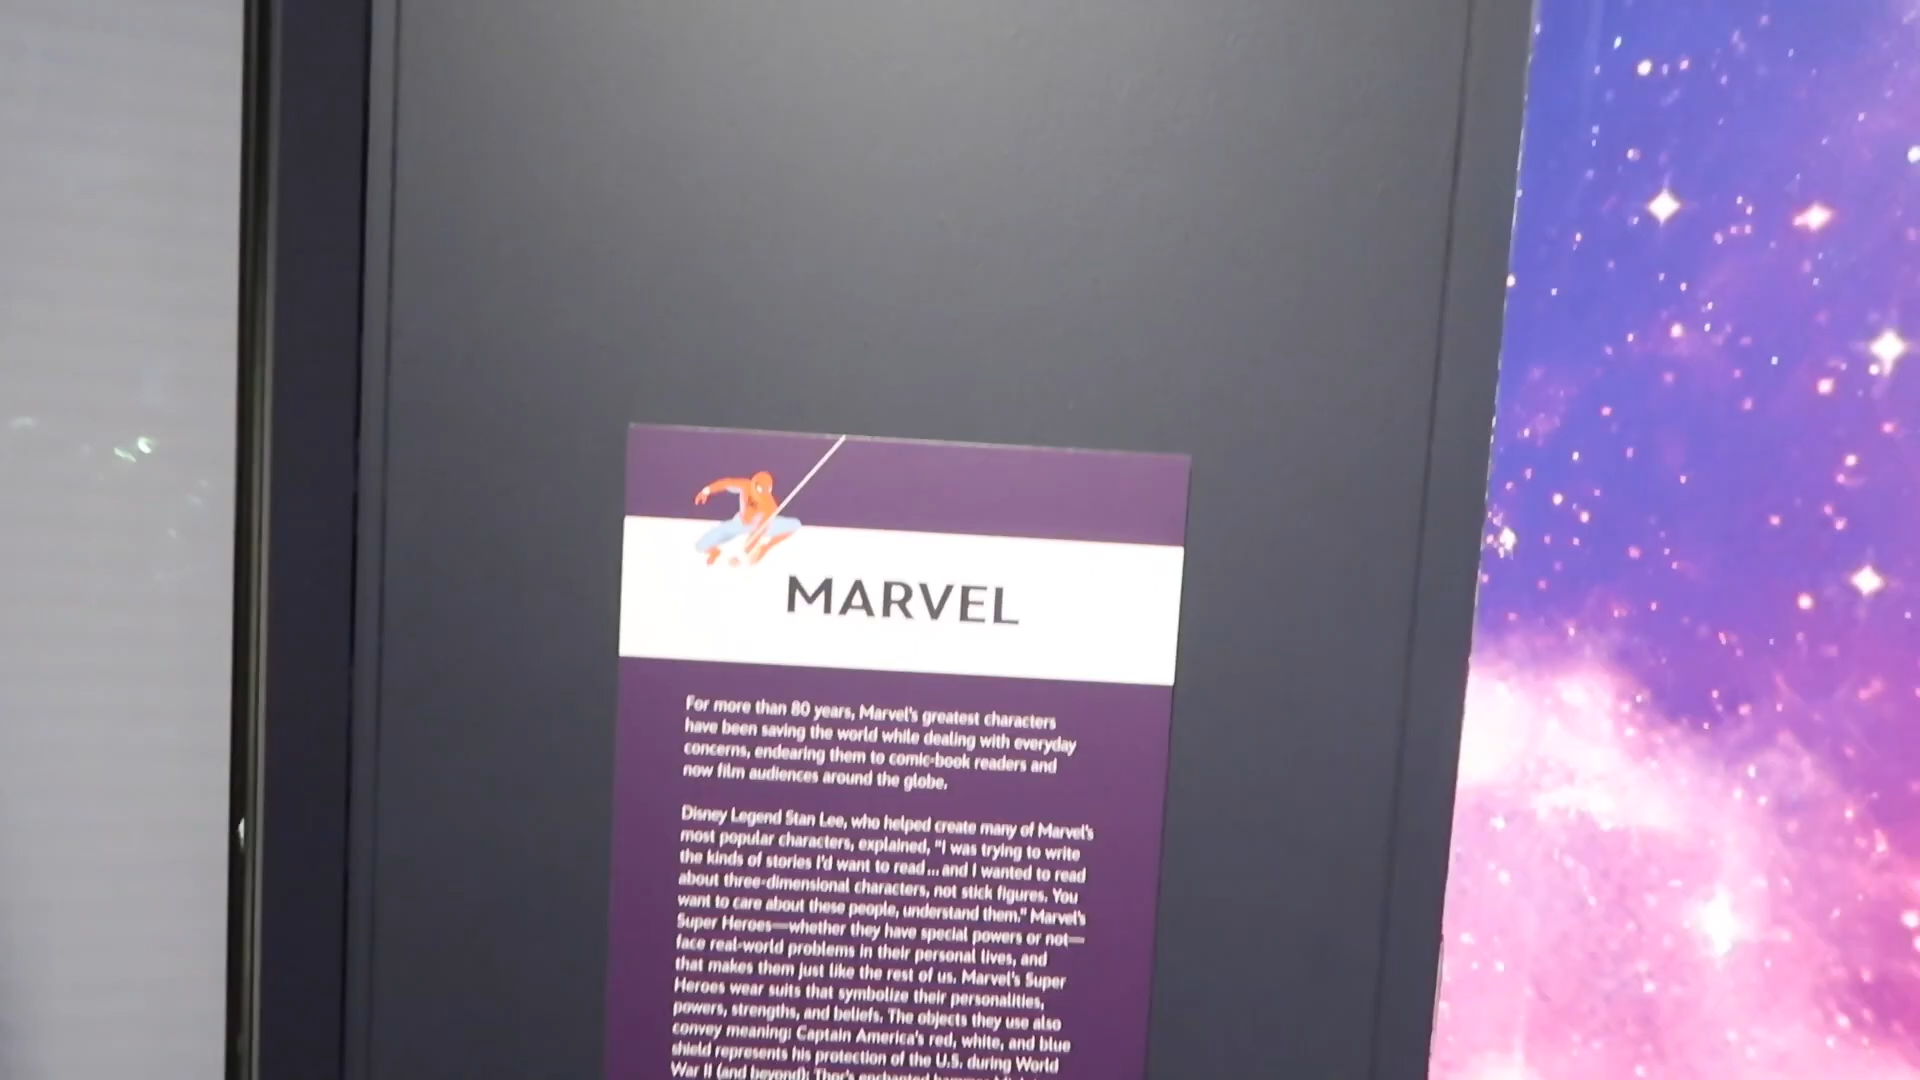 MARVEL
For more than 80 years, Marvel's greatest characters
have been saving the world while dealing with everyday
concerns, endearing them to comic-book readers and
now film audiences around the globe.
Disney Legend Stan Lee, who helped create many of Marvel's
most popular characters, explained, "I was trying to write
the kinds of stories I'd want to read... and I wanted to read
about three-dimensional characters, not stick figures. You
want to care about these people, understand them." Marvel's
Super Heroes—whether they have special powers or not—
face real-world problems in their personal lives, and
that makes them just like the rest of us. Marvel's Super
Heroes wear suits that symbolize their personalities,
powers, strengths, and beliefs. The objects they use also
convey meaning: Captain America's red, white, and blue
shield represents his protection of the U.S. during World
War II (and beyond); Thor's enchanted hammer